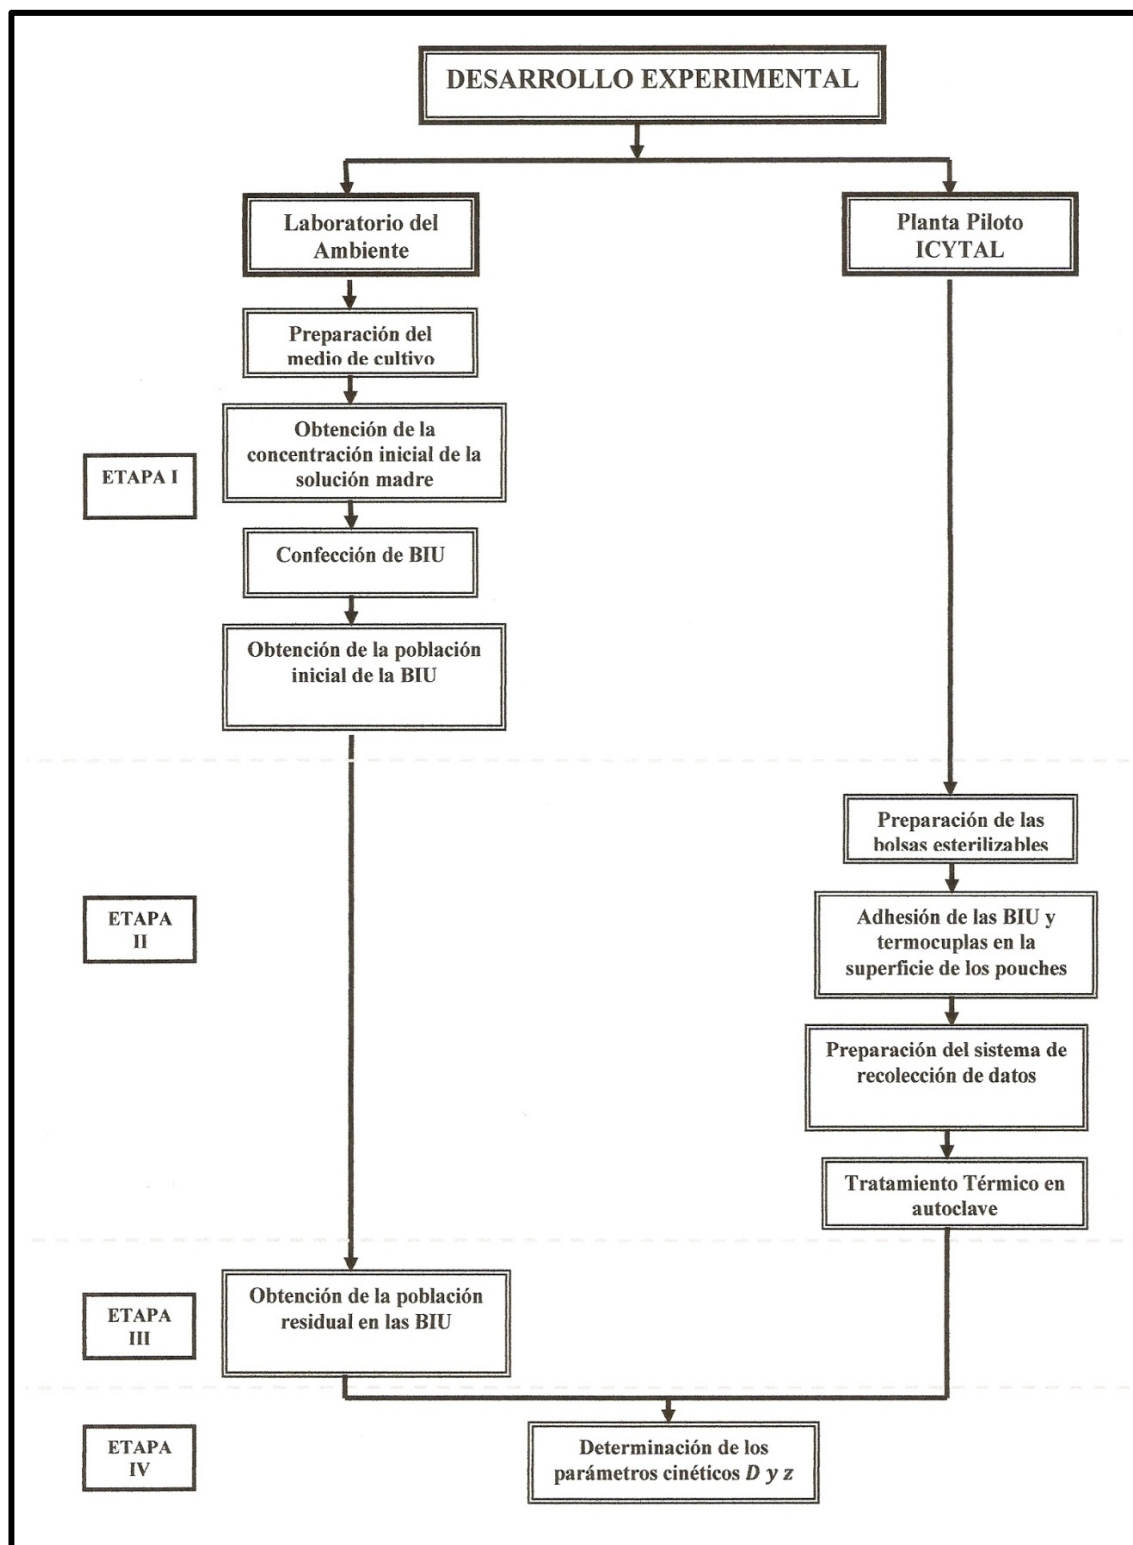 DESARROLLO EXPERIMENTAL
Laboratorio del
Ambiente
Planta Piloto
ICYTAL
Preparación del
medio de cultivo
Obtención de la
concentración inicial de la
solución madre
ETAPA I
Confección de BIU
Obtención de la población
inicial de la BIU
Preparación de las
bolsas esterilizables
ETAPA
II
Adhesión de las BIU y
termocuplas en la
superficie de los pouches
Preparación del sistema de
recolección de datos
Tratamiento Térmico en
autoclave
ETAPA
III
Obtención de la población
residual en las BIU
ETAPA
IV
Determinación de los
parámetros cinéticos D y z